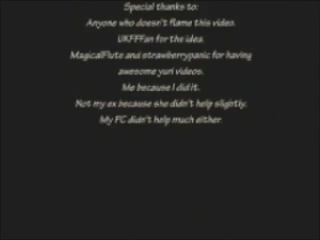 Special thanks to:
Anyone who doesn't flame this video.
UKFFFan for the idea.
MagicalFlute and strawberrypanic for having
awesome yuri videos.
Me because I did it.
Not my ex because she didn't help slightly.
My PC didn't help much either.